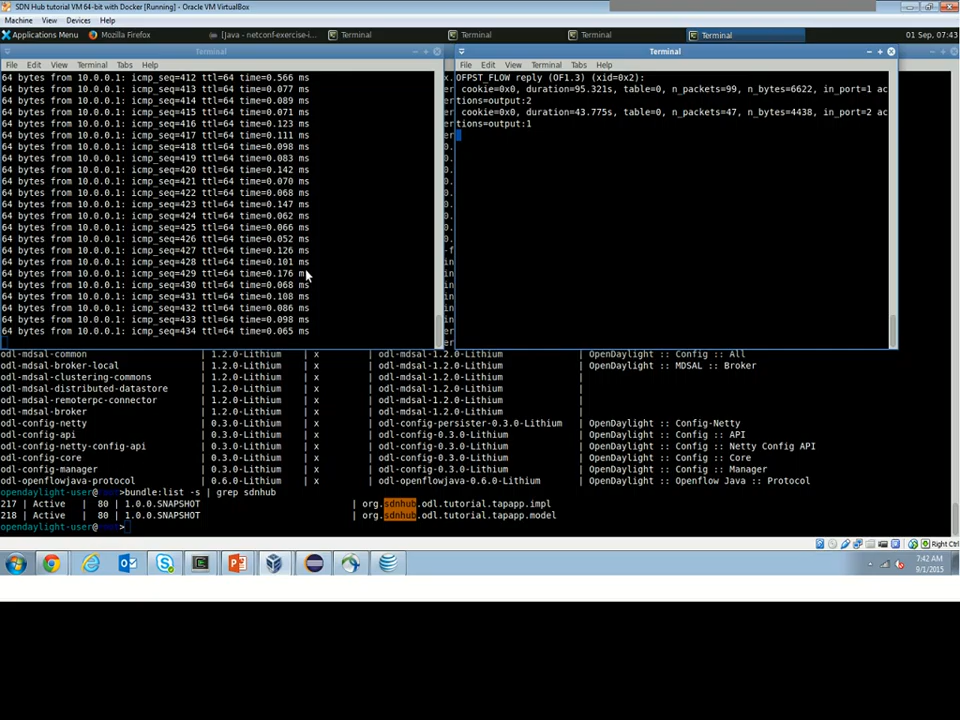 SDN Hub tutorial VM 64-bit with Docker [Running] - Oracle VM VirtualBox
Machine View Devices Help
Applications Menu Mozilla Firefox [Java - netconf-exercise-i... Terminal Terminal Terminal Terminal 01 Sep, 07:43
Terminal
File Edit View Terminal Tabs Help
64 bytes from 10.0.0.1: icmp_seq=412 ttl=64 time=0.566 ms
64 bytes from 10.0.0.1: icmp_seq=413 ttl=64 time=0.077 ms
64 bytes from 10.0.0.1: icmp_seq=414 ttl=64 time=0.089 ms
64 bytes from 10.0.0.1: icmp_seq=415 ttl=64 time=0.071 ms
64 bytes from 10.0.0.1: icmp_seq=416 ttl=64 time=0.123 ms
64 bytes from 10.0.0.1: icmp_seq=417 ttl=64 time=0.111 ms
64 bytes from 10.0.0.1: icmp_seq=418 ttl=64 time=0.098 ms
64 bytes from 10.0.0.1: icmp_seq=419 ttl=64 time=0.083 ms
64 bytes from 10.0.0.1: icmp_seq=420 ttl=64 time=0.142 ms
64 bytes from 10.0.0.1: icmp_seq=421 ttl=64 time=0.070 ms
64 bytes from 10.0.0.1: icmp_seq=422 ttl=64 time=0.068 ms
64 bytes from 10.0.0.1: icmp_seq=423 ttl=64 time=0.147 ms
64 bytes from 10.0.0.1: icmp_seq=424 ttl=64 time=0.062 ms
64 bytes from 10.0.0.1: icmp_seq=425 ttl=64 time=0.066 ms
64 bytes from 10.0.0.1: icmp_seq=426 ttl=64 time=0.052 ms
64 bytes from 10.0.0.1: icmp_seq=427 ttl=64 time=0.126 ms
64 bytes from 10.0.0.1: icmp_seq=428 ttl=64 time=0.101 ms
64 bytes from 10.0.0.1: icmp_seq=429 ttl=64 time=0.176 m
64 bytes from 10.0.0.1: icmp_seq=430 ttl=64 time=0.068 ms
64 bytes from 10.0.0.1: icmp_seq=431 ttl=64 time=0.108 ms
64 bytes from 10.0.0.1: icmp_seq=432 ttl=64 time=0.086 ms
64 bytes from 10.0.0.1: icmp_seq=433 ttl=64 time=0.098 ms
64 bytes from 10.0.0.1: icmp_seq=434 ttl=64 time=0.065 ms
Terminal
File Edit View Terminal Tabs Help
OFPST_FLOW reply (OF1.3) (xid=0x2):
cookie=0x0, duration=95.321s, table=0, n_packets=99, n_bytes=6622, in_port=1 ac
tions=output:2
cookie=0x0, duration=43.775s, table=0, n_packets=47, n_bytes=4438, in_port=2 ac
tions=output:1
odl-mdsal-common | 1.2.0-Lithium | x | odl-mdsal-1.2.0-Lithium | OpenDaylight :: Config :: All
odl-mdsal-broker-local | 1.2.0-Lithium | x | odl-mdsal-1.2.0-Lithium | OpenDaylight :: MDSAL :: Broker
odl-mdsal-clustering-commons | 1.2.0-Lithium | x | odl-mdsal-1.2.0-Lithium |
odl-mdsal-distributed-datastore | 1.2.0-Lithium | x | odl-mdsal-1.2.0-Lithium |
odl-mdsal-remoterpc-connector | 1.2.0-Lithium | x | odl-mdsal-1.2.0-Lithium |
odl-mdsal-broker | 1.2.0-Lithium | x | odl-mdsal-1.2.0-Lithium |
odl-config-netty | 0.3.0-Lithium | x | odl-config-persister-0.3.0-Lithium | OpenDaylight :: Config-Netty
odl-config-api | 0.3.0-Lithium | x | odl-config-0.3.0-Lithium | OpenDaylight :: Config :: API
odl-config-netty-config-api | 0.3.0-Lithium | x | odl-config-0.3.0-Lithium | OpenDaylight :: Config :: Netty Config API
odl-config-core | 0.3.0-Lithium | x | odl-config-0.3.0-Lithium | OpenDaylight :: Config :: Core
odl-config-manager | 0.3.0-Lithium | x | odl-config-0.3.0-Lithium | OpenDaylight :: Config :: Manager
odl-openflowjava-protocol | 0.6.0-Lithium | x | odl-openflowjava-0.6.0-Lithium | OpenDaylight :: Openflow Java :: Protocol
opendaylight-user@root>bundle:list -s | grep sdnhub
217 | Active | 80 | 1.0.0.SNAPSHOT | org.sdnhub.odl.tutorial.tapapp.impl
218 | Active | 80 | 1.0.0.SNAPSHOT | org.sdnhub.odl.tutorial.tapapp.model
opendaylight-user@root>
Right Ctrl
7:42 AM
9/1/2015